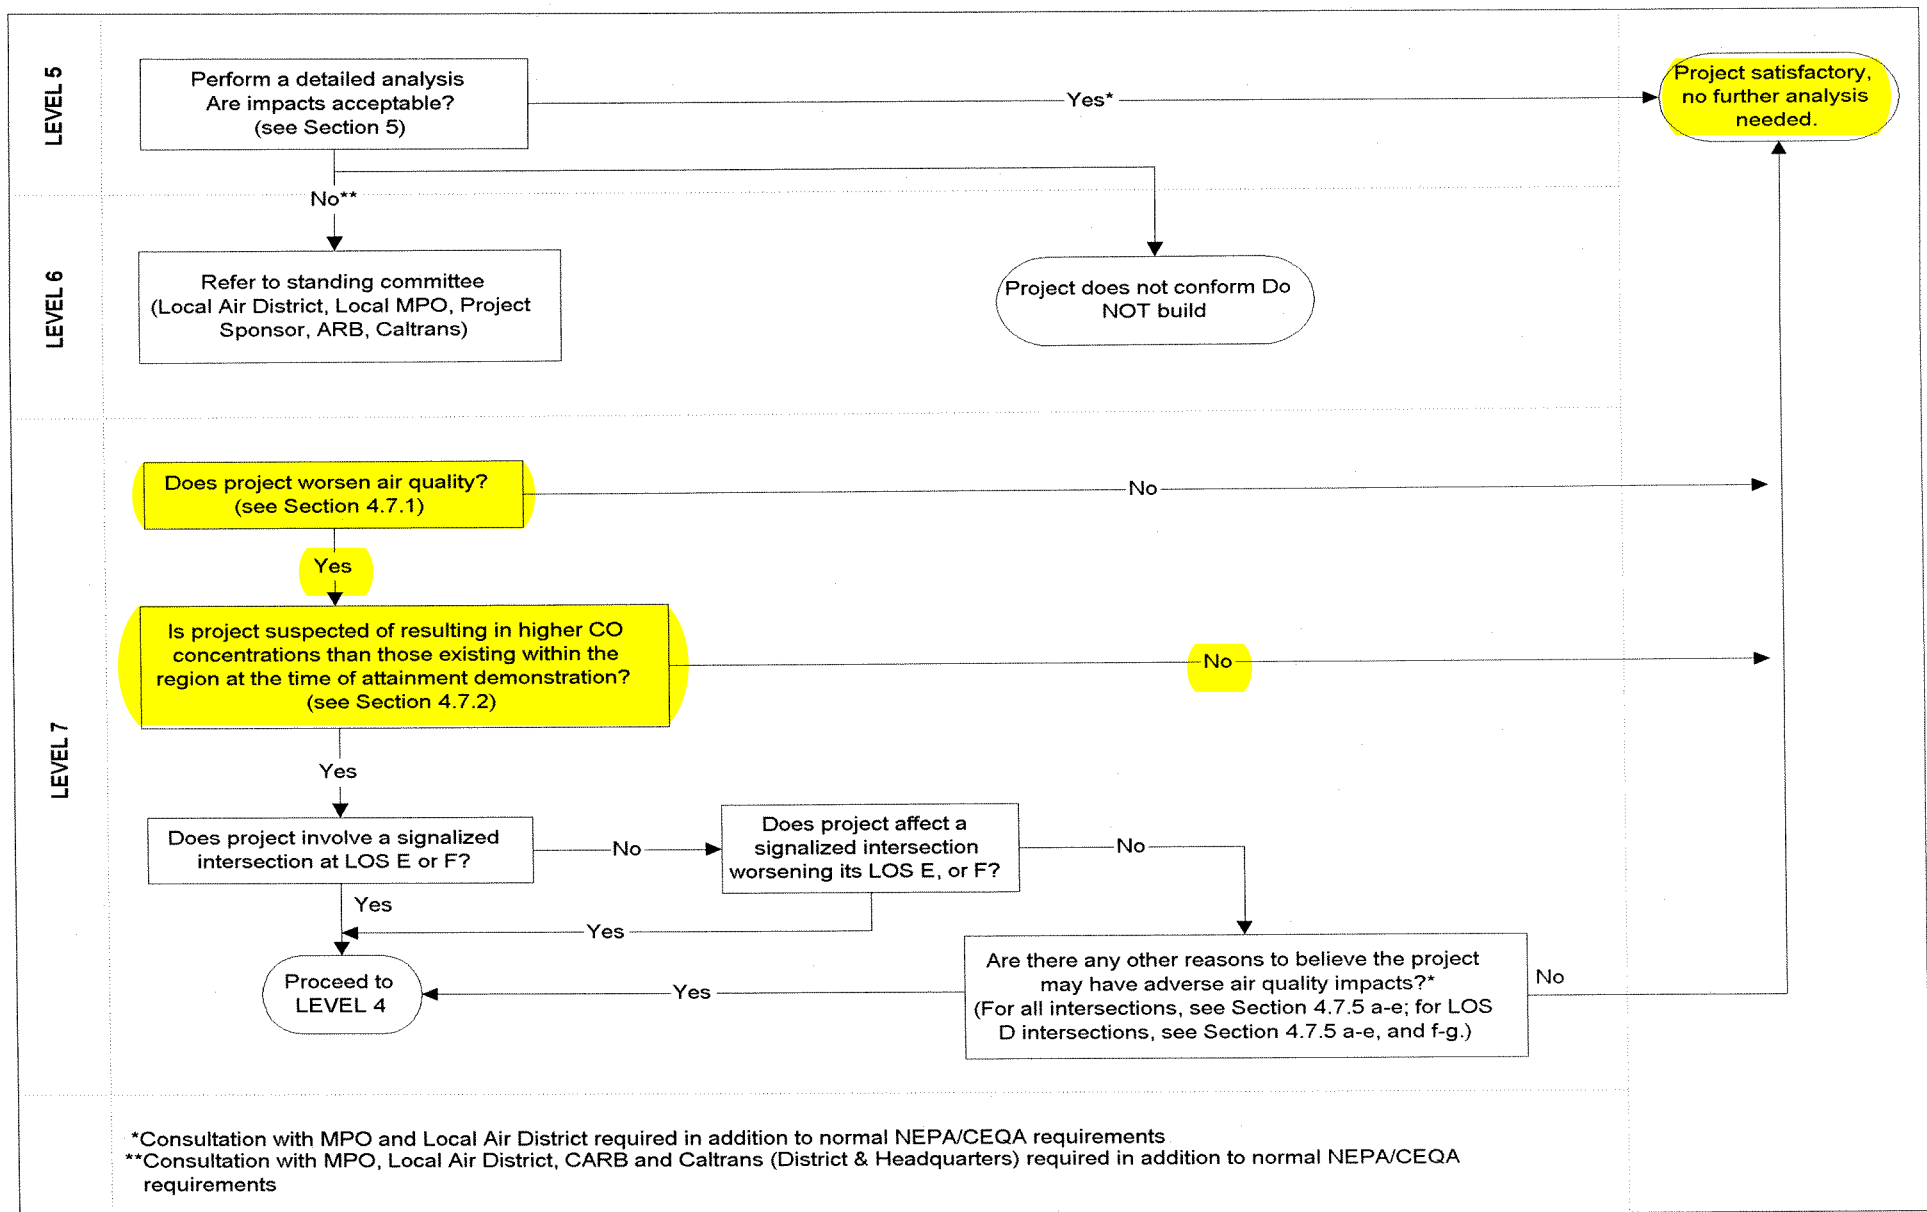 LEVEL 5
Perform a detailed analysis
Are impacts acceptable?
(see Section 5)
Yes*
Project satisfactory,
no further analysis
needed.
No**
LEVEL 6
Refer to standing committee
(Local Air District, Local MPO, Project
Sponsor, ARB, Caltrans)
Project does not conform Do
NOT build
LEVEL 7
Does project worsen air quality?
(see Section 4.7.1)
No
Yes
Is project suspected of resulting in higher CO
concentrations than those existing within the
region at the time of attainment demonstration?
(see Section 4.7.2)
No
Yes
Does project involve a signalized
intersection at LOS E or F?
No
Does project affect a
signalized intersection
worsening its LOS E, or F?
No
Yes
Yes
Proceed to
LEVEL 4
Yes
Are there any other reasons to believe the project
may have adverse air quality impacts?*
(For all intersections, see Section 4.7.5 a-e; for LOS
D intersections, see Section 4.7.5 a-e, and f-g.)
No
*Consultation with MPO and Local Air District required in addition to normal NEPA/CEQA requirements
**Consultation with MPO, Local Air District, CARB and Caltrans (District & Headquarters) required in addition to normal NEPA/CEQA
requirements